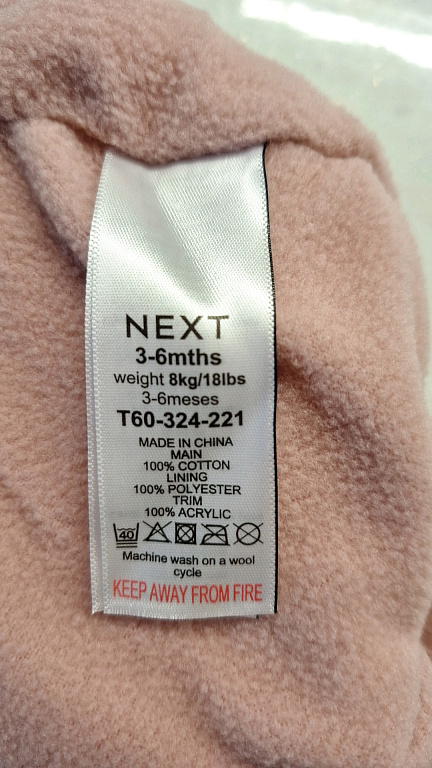 NEXT
3-6mths
weight 8kg/18lbs
3-6meses
T60-324-221
MADE IN CHINA
MAIN
100% COTTON
LINING
100% POLYESTER
TRIM
100% ACRYLIC
40
Machine wash on a wool
cycle
KEEP AWAY FROM FIRE